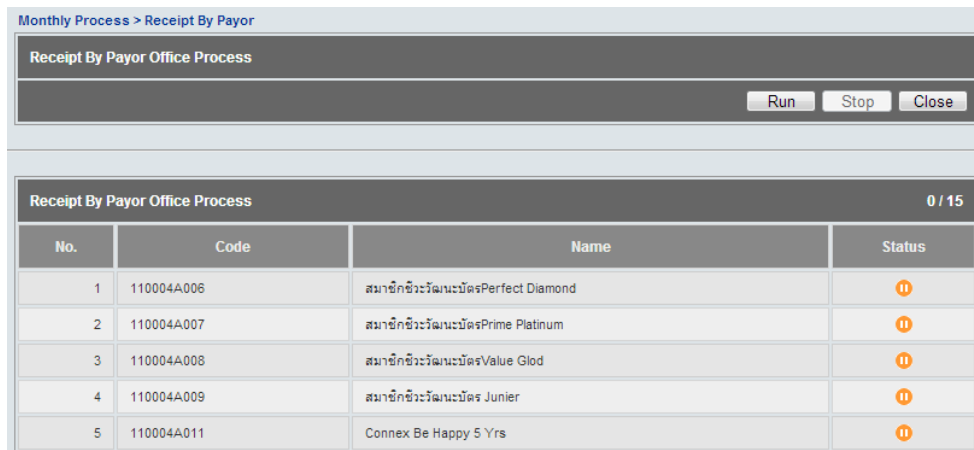 Monthly Process > Receipt By Payor
Receipt By Payor Office Process
Run Stop Close
Receipt By Payor Office Process 0 / 15
No. Code Name Status
1 110004A006 สมาชิกชีวะวัฒนะบัตรPerfect Diamond
2 110004A007 สมาชิกชีวะวัฒนะบัตรPrime Platinum
3 110004A008 สมาชิกชีวะวัฒนะบัตรValue Glod
4 110004A009 สมาชิกชีวะวัฒนะบัตร Junier
5 110004A011 Connex Be Happy 5 Yrs